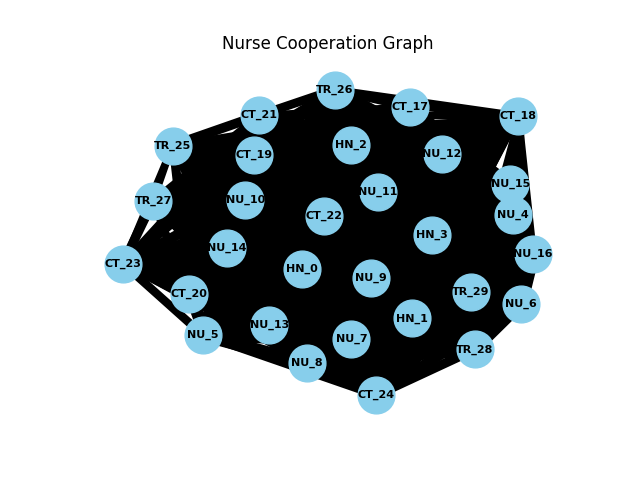 Nurse Cooperation Graph
TR_26
CT_17
CT_21
CT_18
TR_25
HN_2
CT_19
NU_12
NU_15
NU_11
NU_10
TR_27
NU_4
CT_22
HN_3
NU_14
NU_16
CT_23
HN_0
NU_9
TR_29
CT_20
NU_6
HN_1
NU_13
NU_5
NU_7
TR_28
NU_8
CT_24